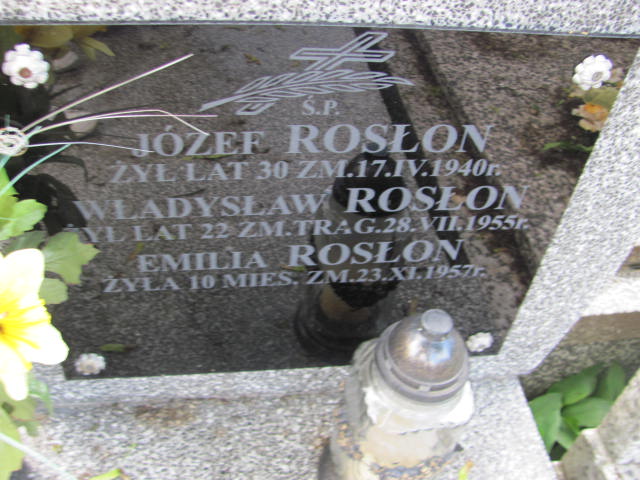 Ś.P.
JÓZEF ROSŁON
ŻYŁ LAT 30 ZM.17.IV.1940r.
WŁADYSŁAW ROSŁON
ŻYŁ LAT 22 ZM.TRAG.28.VII.1955r.
EMILIA ROSŁON
ŻYŁA 10 MIES. ZM.23.XI.1957r.